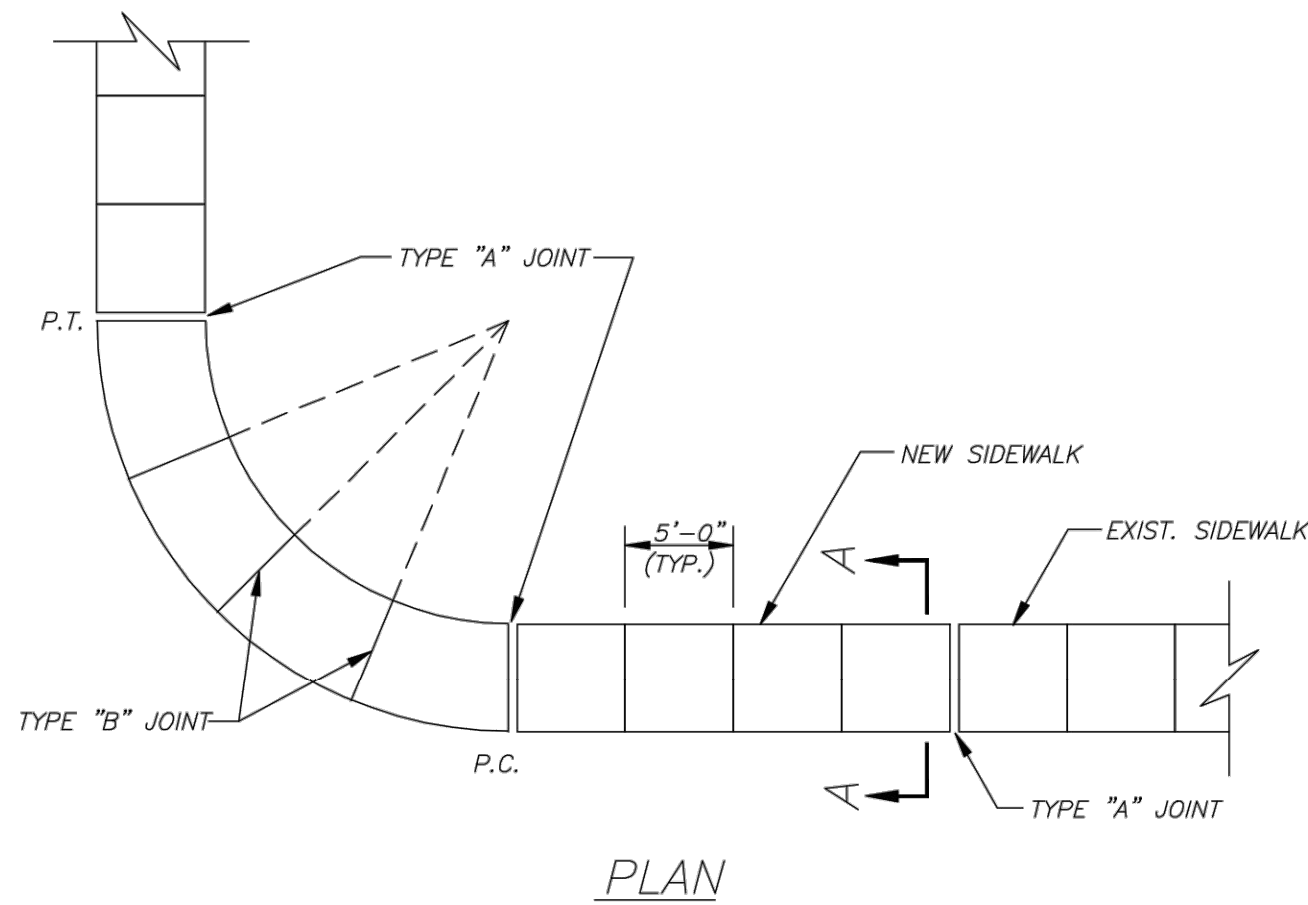 TYPE "A" JOINT
P.T.
NEW SIDEWALK
5'-0"
(TYP.)
A
EXIST. SIDEWALK
TYPE "B" JOINT
P.C.
A
TYPE "A" JOINT
PLAN